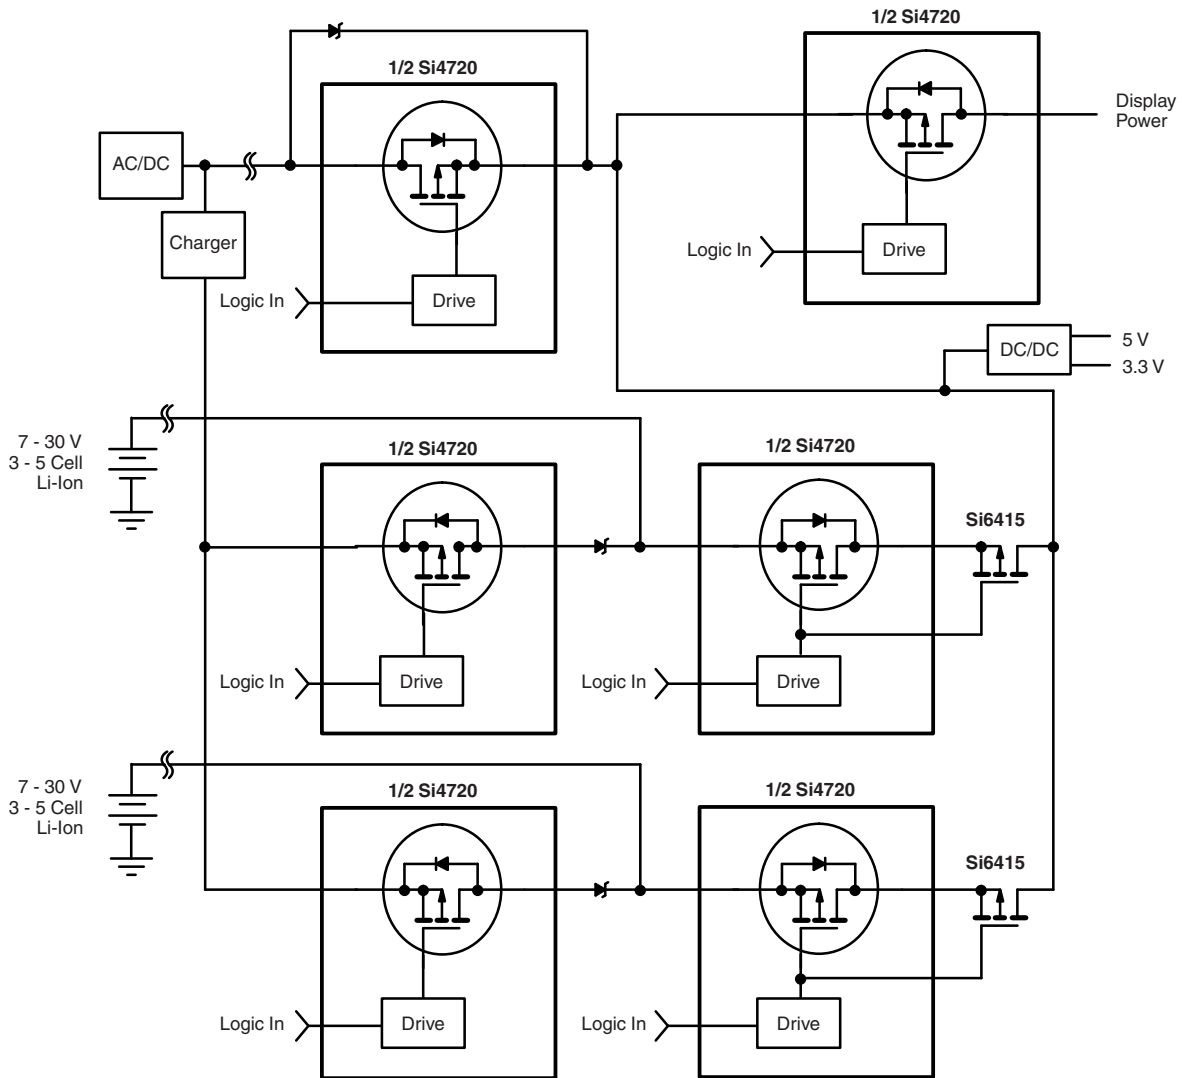 1/2 Si4720
1/2 Si4720
Display
Power
AC/DC
Charger
Logic In
Drive
Logic In
Drive
DC/DC
5 V
3.3 V
7 - 30 V
3 - 5 Cell
Li-Ion
1/2 Si4720
1/2 Si4720
Si6415
Logic In
Drive
Logic In
Drive
7 - 30 V
3 - 5 Cell
Li-Ion
1/2 Si4720
1/2 Si4720
Si6415
Logic In
Drive
Logic In
Drive